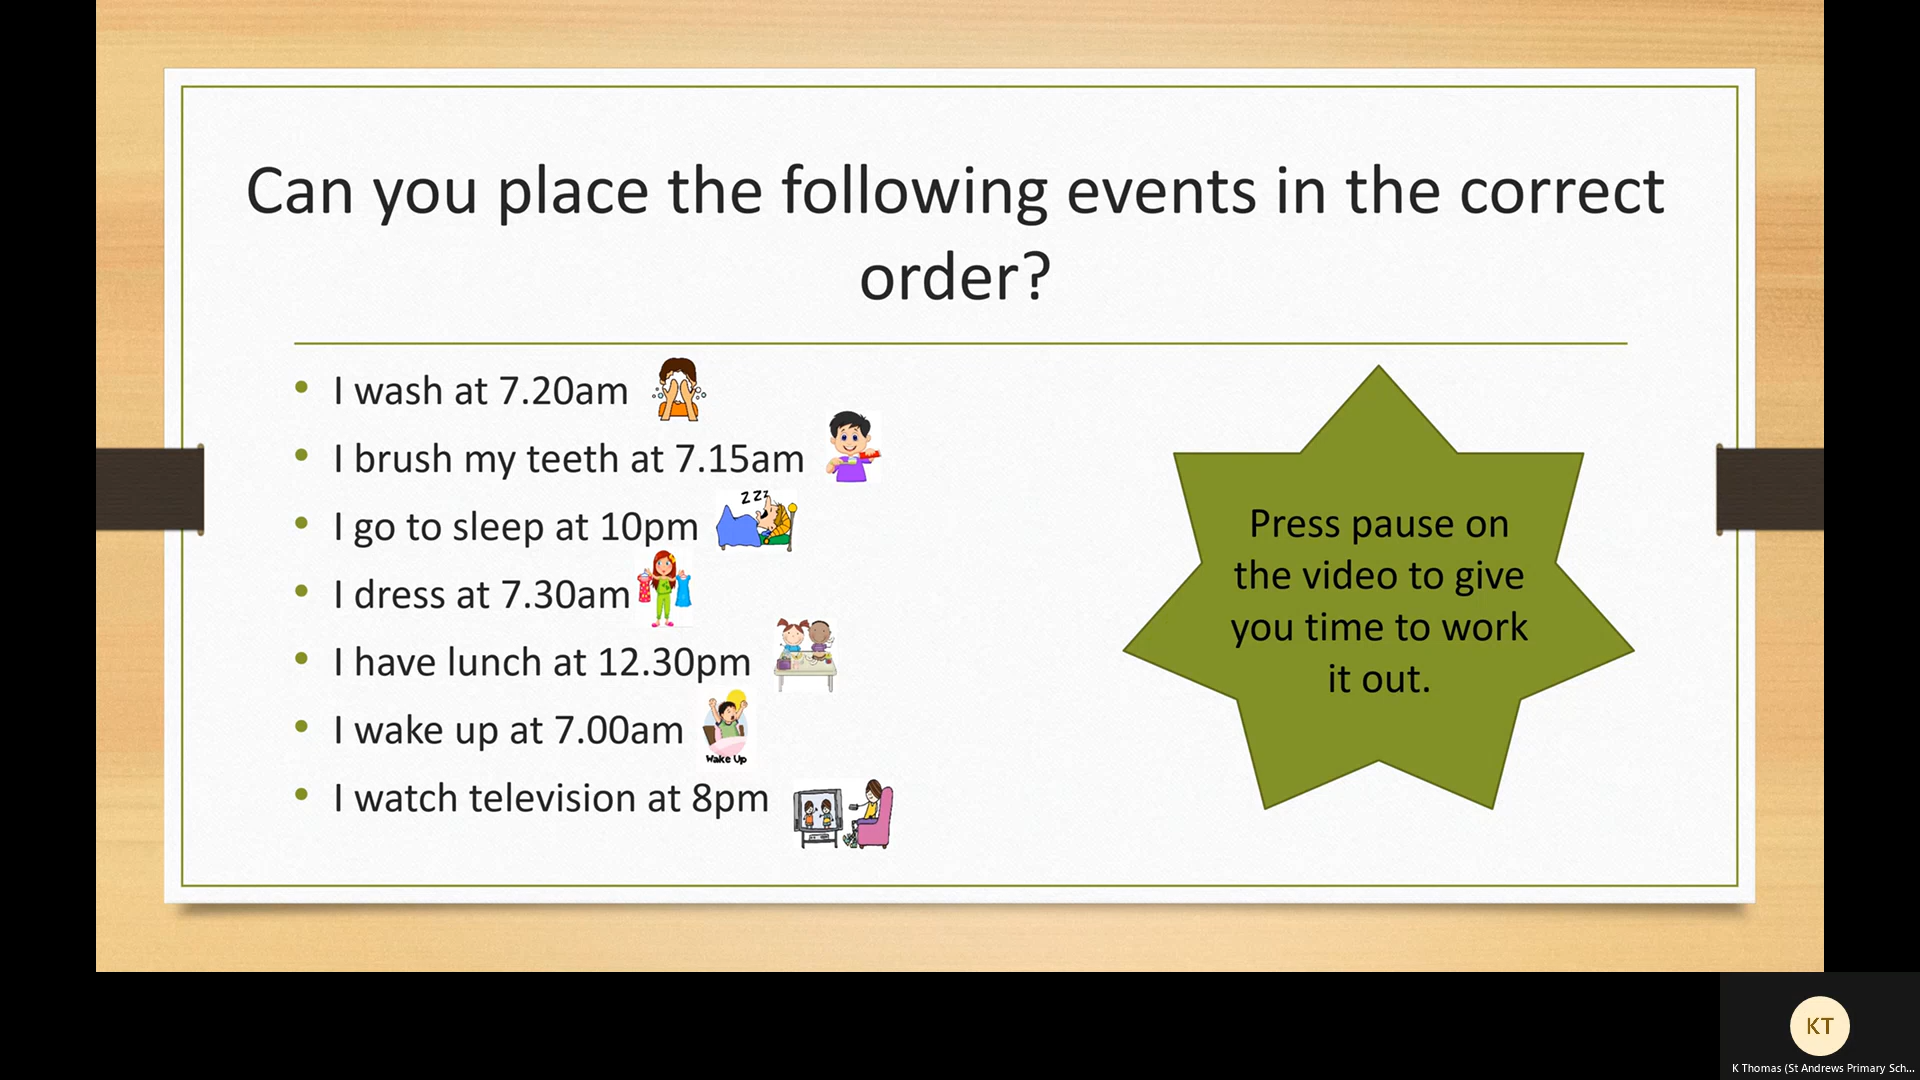 Can you place the following events in the correct
order?
• I wash at 7.20am
• I brush my teeth at 7.15am
z z z
• I go to sleep at 10pm
• I dress at 7.30am
• I have lunch at 12.30pm
• I wake up at 7.00am
Wake Up
• I watch television at 8pm
Press pause on
the video to give
you time to work
it out.
KT
K Thomas (St Andrews Primary Sch...